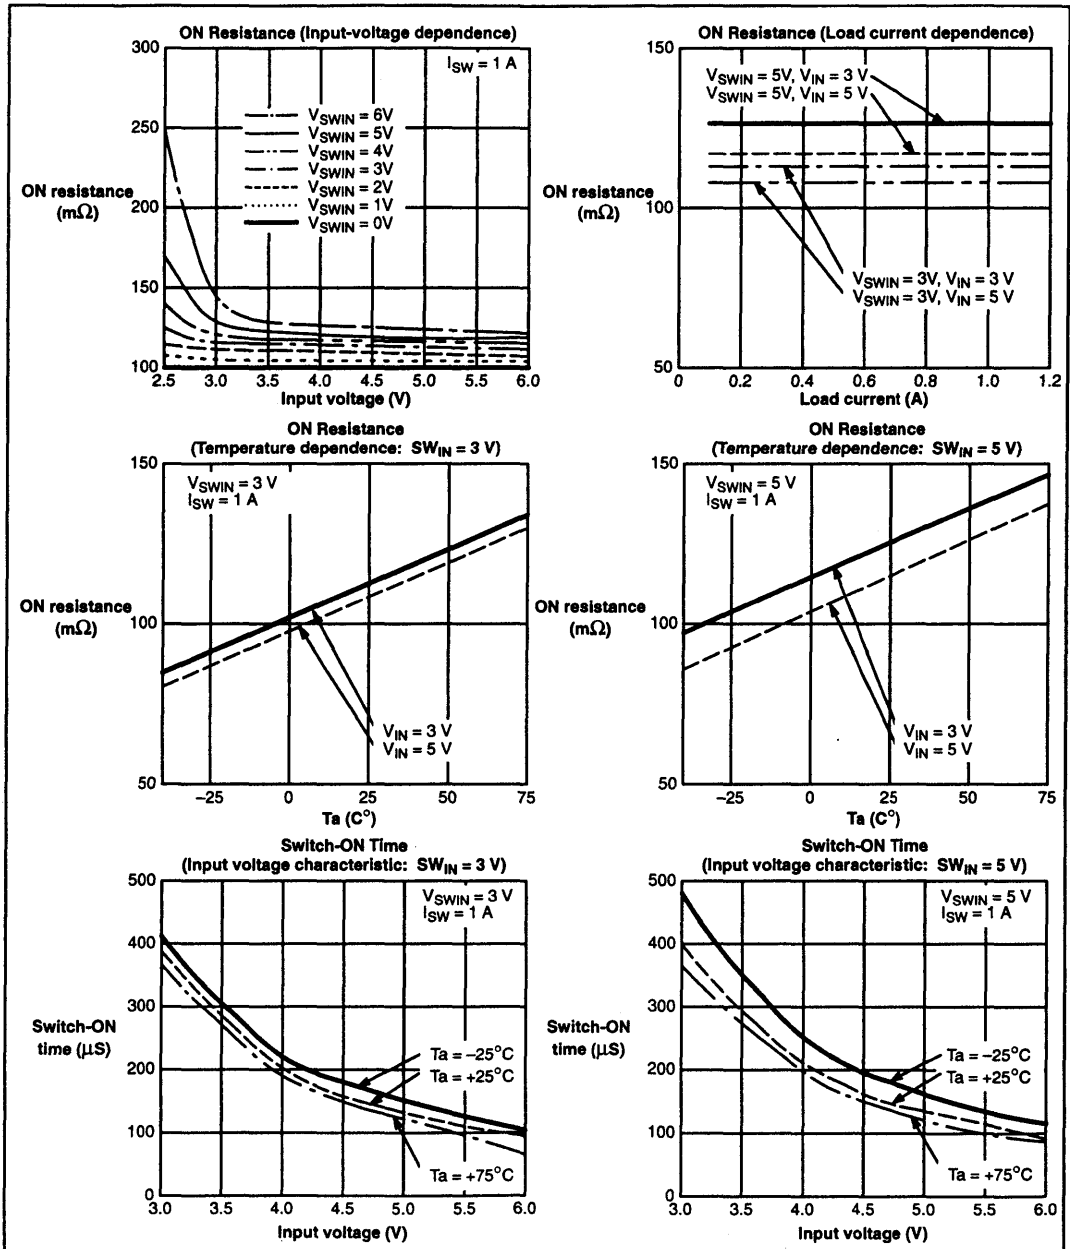 ON Resistance (Input-voltage dependence)
300
250
200
150
100
ON resistance
(mΩ)
I_SW = 1 A
V_SWIN = 6V
V_SWIN = 5V
V_SWIN = 4V
V_SWIN = 3V
V_SWIN = 2V
V_SWIN = 1V
V_SWIN = 0V
2.5 3.0 3.5 4.0 4.5 5.0 5.5 6.0
Input voltage (V)
ON Resistance (Load current dependence)
150
100
50
ON resistance
(mΩ)
V_SWIN = 5V, V_IN = 3 V
V_SWIN = 5V, V_IN = 5 V
V_SWIN = 3V, V_IN = 3 V
V_SWIN = 3V, V_IN = 5 V
0 0.2 0.4 0.6 0.8 1.0 1.2
Load current (A)
ON Resistance
(Temperature dependence: SW_IN = 3 V)
150
100
50
ON resistance
(mΩ)
V_SWIN = 3 V
I_SW = 1 A
V_IN = 3 V
V_IN = 5 V
–25 0 25 50 75
Ta (C°)
ON Resistance
(Temperature dependence: SW_IN = 5 V)
150
100
50
ON resistance
(mΩ)
V_SWIN = 5 V
I_SW = 1 A
V_IN = 3 V
V_IN = 5 V
–25 0 25 50 75
Ta (C°)
Switch-ON Time
(Input voltage characteristic: SW_IN = 3 V)
500
400
300
200
100
0
Switch-ON
time (µS)
V_SWIN = 3 V
I_SW = 1 A
Ta = –25°C
Ta = +25°C
Ta = +75°C
3.0 3.5 4.0 4.5 5.0 5.5 6.0
Input voltage (V)
Switch-ON Time
(Input voltage characteristic: SW_IN = 5 V)
500
400
300
200
100
0
Switch-ON
time (µS)
V_SWIN = 5 V
I_SW = 1 A
Ta = –25°C
Ta = +25°C
Ta = +75°C
3.0 3.5 4.0 4.5 5.0 5.5 6.0
Input voltage (V)